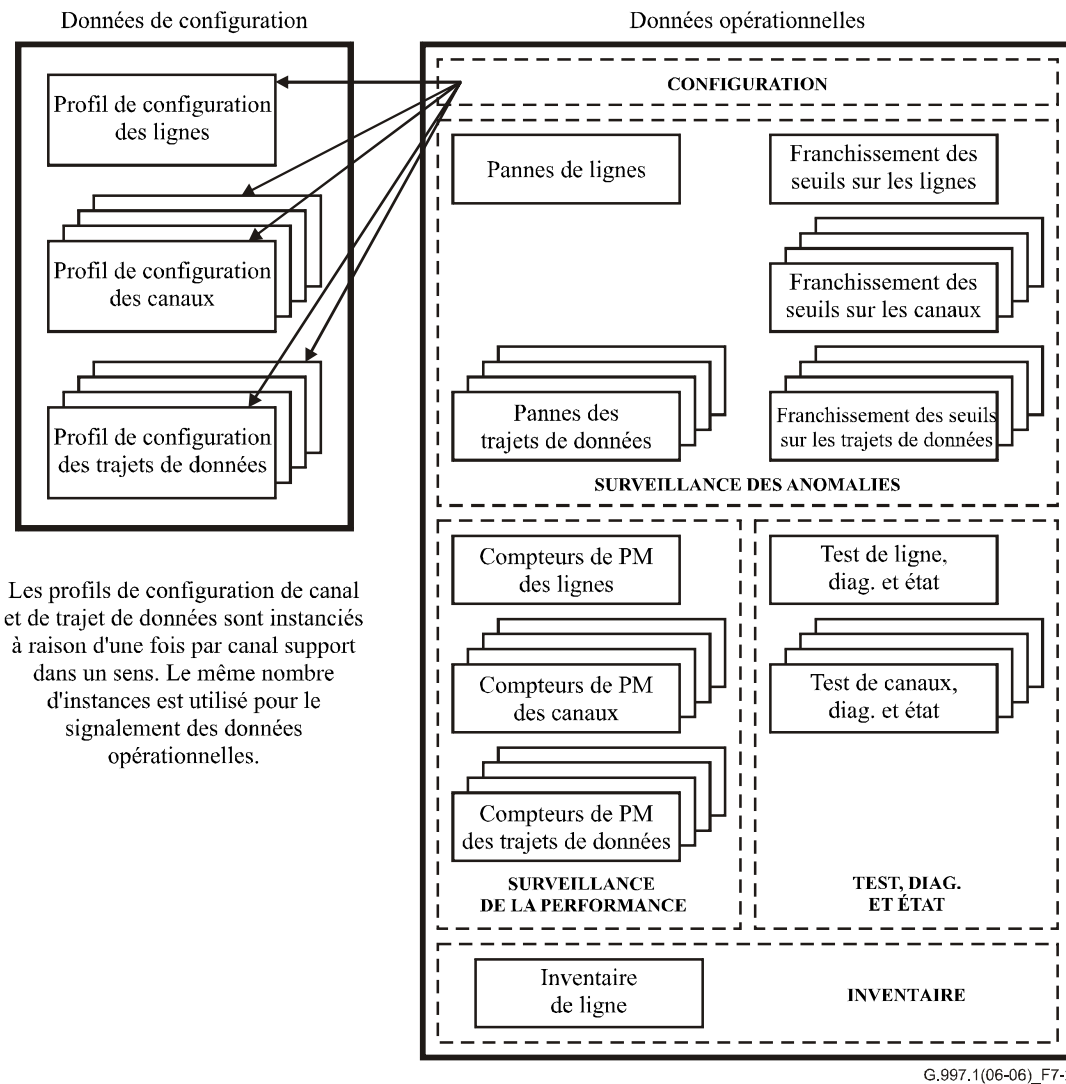 Données de configuration
Données opérationnelles
Profil de configuration
des lignes
Profil de configuration
des canaux
Profil de configuration
des trajets de données
Les profils de configuration de canal
et de trajet de données sont instanciés
à raison d'une fois par canal support
dans un sens. Le même nombre
d'instances est utilisé pour le
signalement des données
opérationnelles.
CONFIGURATION
Pannes de lignes
Franchissement des
seuils sur les lignes
Franchissement des
seuils sur les canaux
Pannes des
trajets de données
Franchissement des seuils
sur les trajets de données
SURVEILLANCE DES ANOMALIES
Compteurs de PM
des lignes
Compteurs de PM
des canaux
Compteurs de PM
des trajets de données
SURVEILLANCE
DE LA PERFORMANCE
Test de ligne,
diag. et état
Test de canaux,
diag. et état
TEST, DIAG.
ET ÉTAT
Inventaire
de ligne
INVENTAIRE
G.997.1(06-06)_F7-